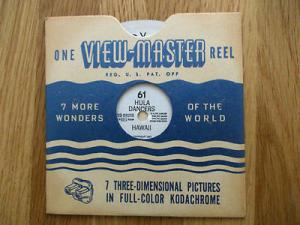 ONE VIEW-MASTER REEL
REG. U. S. PAT. OFF
61
HULA
DANCERS
HAWAII
7 MORE
WONDERS
OF THE
WORLD
7 THREE-DIMENSIONAL PICTURES
IN FULL-COLOR KODACHROME